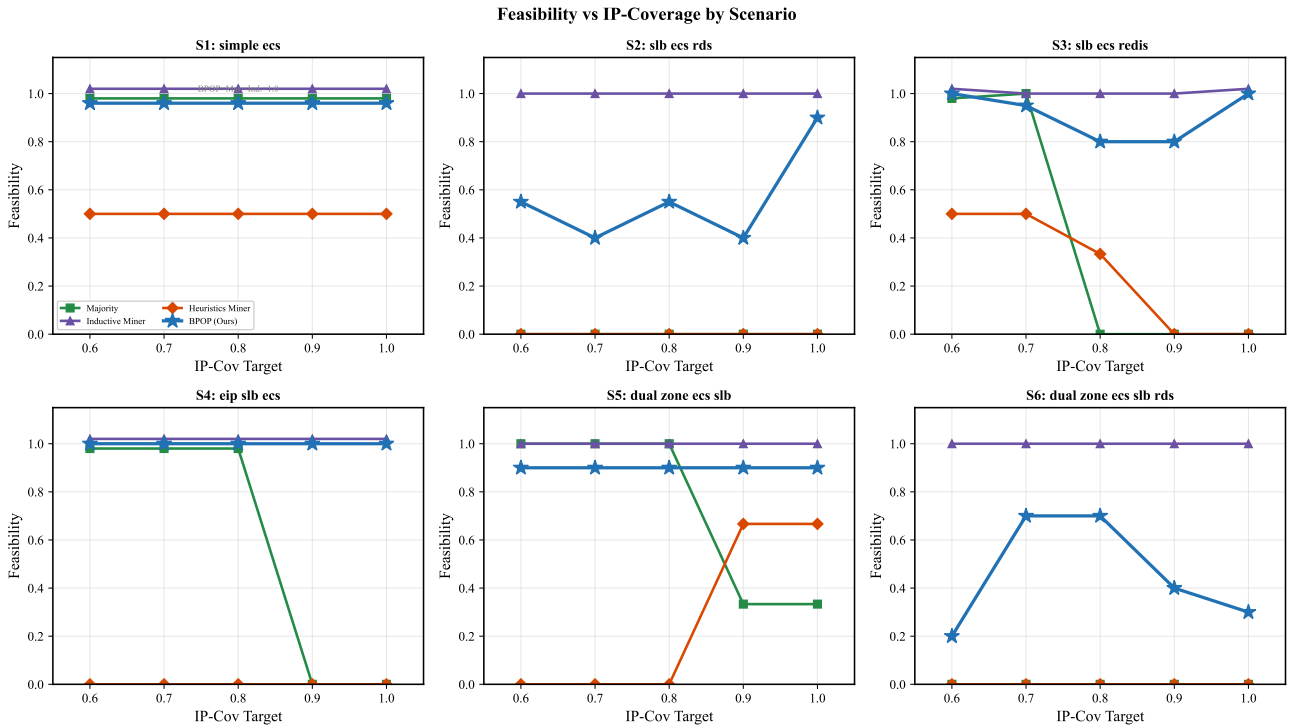 Feasibility vs IP-Coverage by Scenario
S1: simple ecs
Feasibility
1.0
0.8
0.6
0.4
0.2
0.0
Majority
Inductive Miner
Heuristics Miner
BPOP (Ours)
0.6 0.7 0.8 0.9 1.0
IP-Cov Target
S2: slb ecs rds
Feasibility
1.0
0.8
0.6
0.4
0.2
0.0
0.6 0.7 0.8 0.9 1.0
IP-Cov Target
S3: slb ecs redis
Feasibility
1.0
0.8
0.6
0.4
0.2
0.0
0.6 0.7 0.8 0.9 1.0
IP-Cov Target
S4: eip slb ecs
Feasibility
1.0
0.8
0.6
0.4
0.2
0.0
0.6 0.7 0.8 0.9 1.0
IP-Cov Target
S5: dual zone ecs slb
Feasibility
1.0
0.8
0.6
0.4
0.2
0.0
0.6 0.7 0.8 0.9 1.0
IP-Cov Target
S6: dual zone ecs slb rds
Feasibility
1.0
0.8
0.6
0.4
0.2
0.0
0.6 0.7 0.8 0.9 1.0
IP-Cov Target